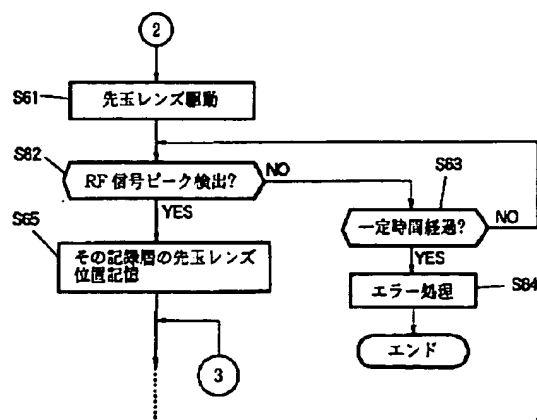 2
S61
先玉レンズ駆動
S62
RF信号ピーク検出?
NO
S63
YES
一定時間経過?
NO
S65
その記録層の先玉レンズ
位置記憶
YES
エラー処理
S64
エンド
3